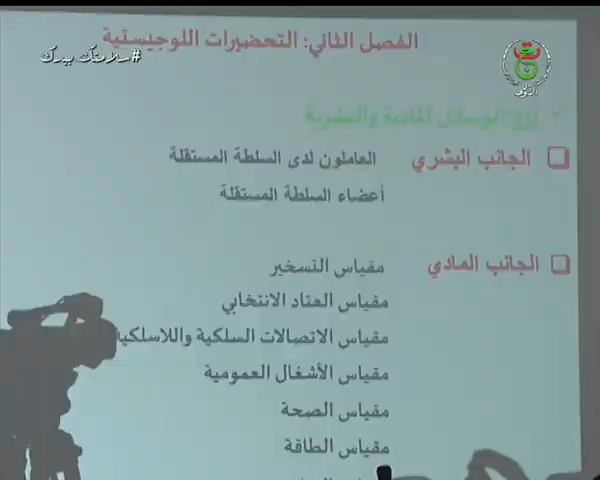 الفصل الثاني: التحضيرات اللوجيستية
#سلامتك بيدك
الأولى
الوسائل المادية والبشرية
الجانب البشري
العاملون لدى السلطة المستقلة
أعضاء السلطة المستقلة
الجانب المادي
مقياس التسخير
مقياس العتاد الانتخابي
مقياس الاتصالات السلكية واللاسلكية
مقياس الأشغال العمومية
مقياس الصحة
مقياس الطاقة